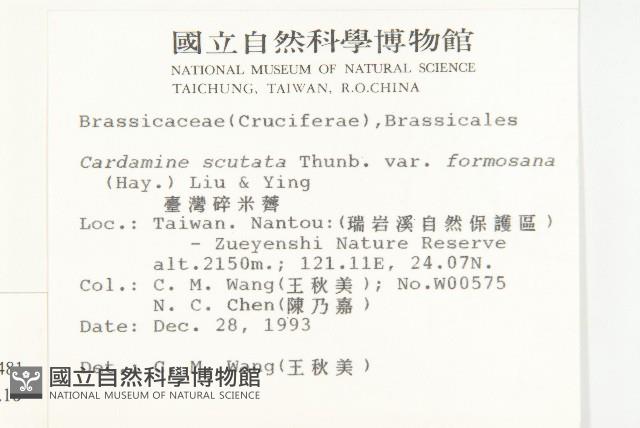 國立自然科學博物館
NATIONAL MUSEUM OF NATURAL SCIENCE
TAICHUNG, TAIWAN, R.O.CHINA
Brassicaceae(Cruciferae),Brassicales
Cardamine scutata Thunb. var. formosana
(Hay.) Liu & Ying
臺灣碎米薺
Loc.: Taiwan. Nantou:(瑞岩溪自然保護區)
- Zueyenshi Nature Reserve
alt.2150m.; 121.11E, 24.07N.
Col.: C. M. Wang(王秋美); No.W00575
N. C. Chen(陳乃嘉)
Date: Dec. 28, 1993
Det.: C. M. Wang(王秋美)
國立自然科學博物館
NATIONAL MUSEUM OF NATURAL SCIENCE